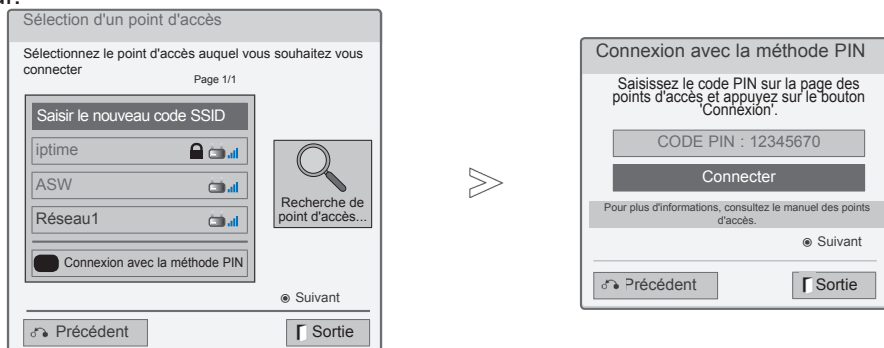 Sélection d'un point d'accès
Sélectionnez le point d'accès auquel vous souhaitez vous
connecter
Page 1/1
Saisir le nouveau code SSID
iptime
ASW
Réseau1
Connexion avec la méthode PIN
Recherche de
point d'accès...
Suivant
Précédent
Sortie
Connexion avec la méthode PIN
Saisissez le code PIN sur la page des
points d'accès et appuyez sur le bouton
'Connexion'.
CODE PIN : 12345670
Connecter
Pour plus d'informations, consultez le manuel des points
d'accès.
Suivant
Précédent
Sortie